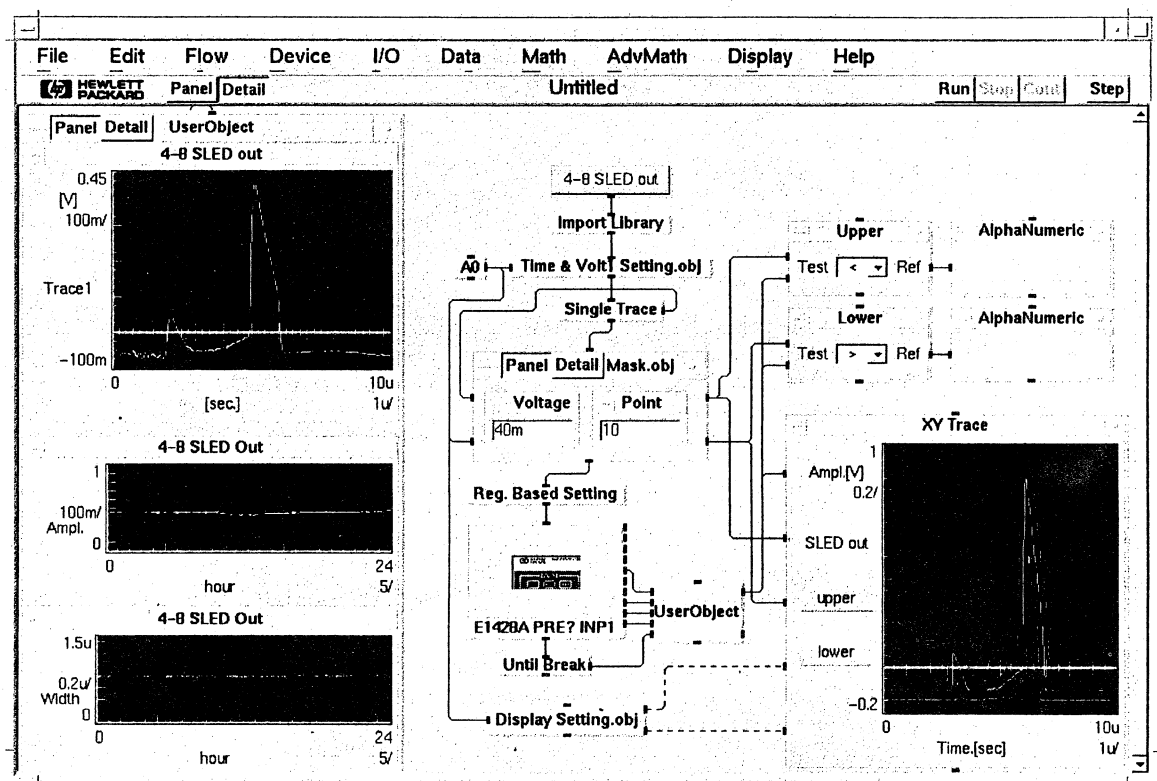 File Edit Flow Device I/O Data Math AdvMath Display Help
hp HEWLETT PACKARD Panel Detail Untitled Run Stop Cont Step
Panel Detail UserObject
4-8 SLED out
0.45
[V]
100m/
Trace1
-100m
0 10u
[sec.] 1u/
4-8 SLED Out
1
100m/
Ampl.
0
0 24
hour 5/
4-8 SLED Out
1.5u
0.2u/
Width
0
0 24
hour 5/
4-8 SLED out
Import Library
A0 Time & Volt Setting.obj
Single Trace
Panel Detail Mask.obj
Voltage Point
40m 10
Reg. Based Setting
E1428A PRE? INP1
UserObject
Until Break
Display Setting.obj
Upper AlphaNumeric
Test < Ref
Lower AlphaNumeric
Test > Ref
XY Trace
1
Ampl.[V]
0.2/
SLED out
upper
lower
-0.2
0 10u
Time.[sec] 1u/